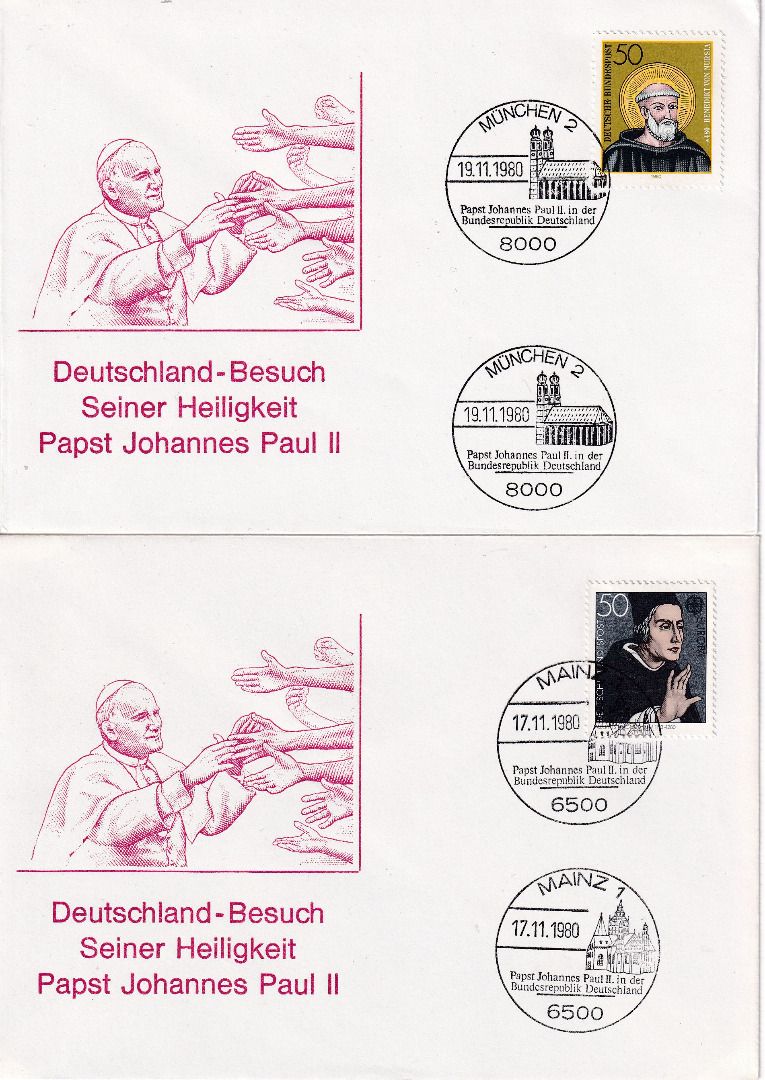 50
DEUTSCHE BUNDESPOST
BENEDIKT VON NURSIA
MÜNCHEN 2
19.11.1980
Papst Johannes Paul II. in der
Bundesrepublik Deutschland
8000
Deutschland-Besuch
Seiner Heiligkeit
Papst Johannes Paul II
MÜNCHEN 2
19.11.1980
Papst Johannes Paul II. in der
Bundesrepublik Deutschland
8000
50
MAINZ
17.11.1980
Papst Johannes Paul II. in der
Bundesrepublik Deutschland
6500
Deutschland-Besuch
Seiner Heiligkeit
Papst Johannes Paul II
MAINZ 1
17.11.1980
Papst Johannes Paul II. in der
Bundesrepublik Deutschland
6500